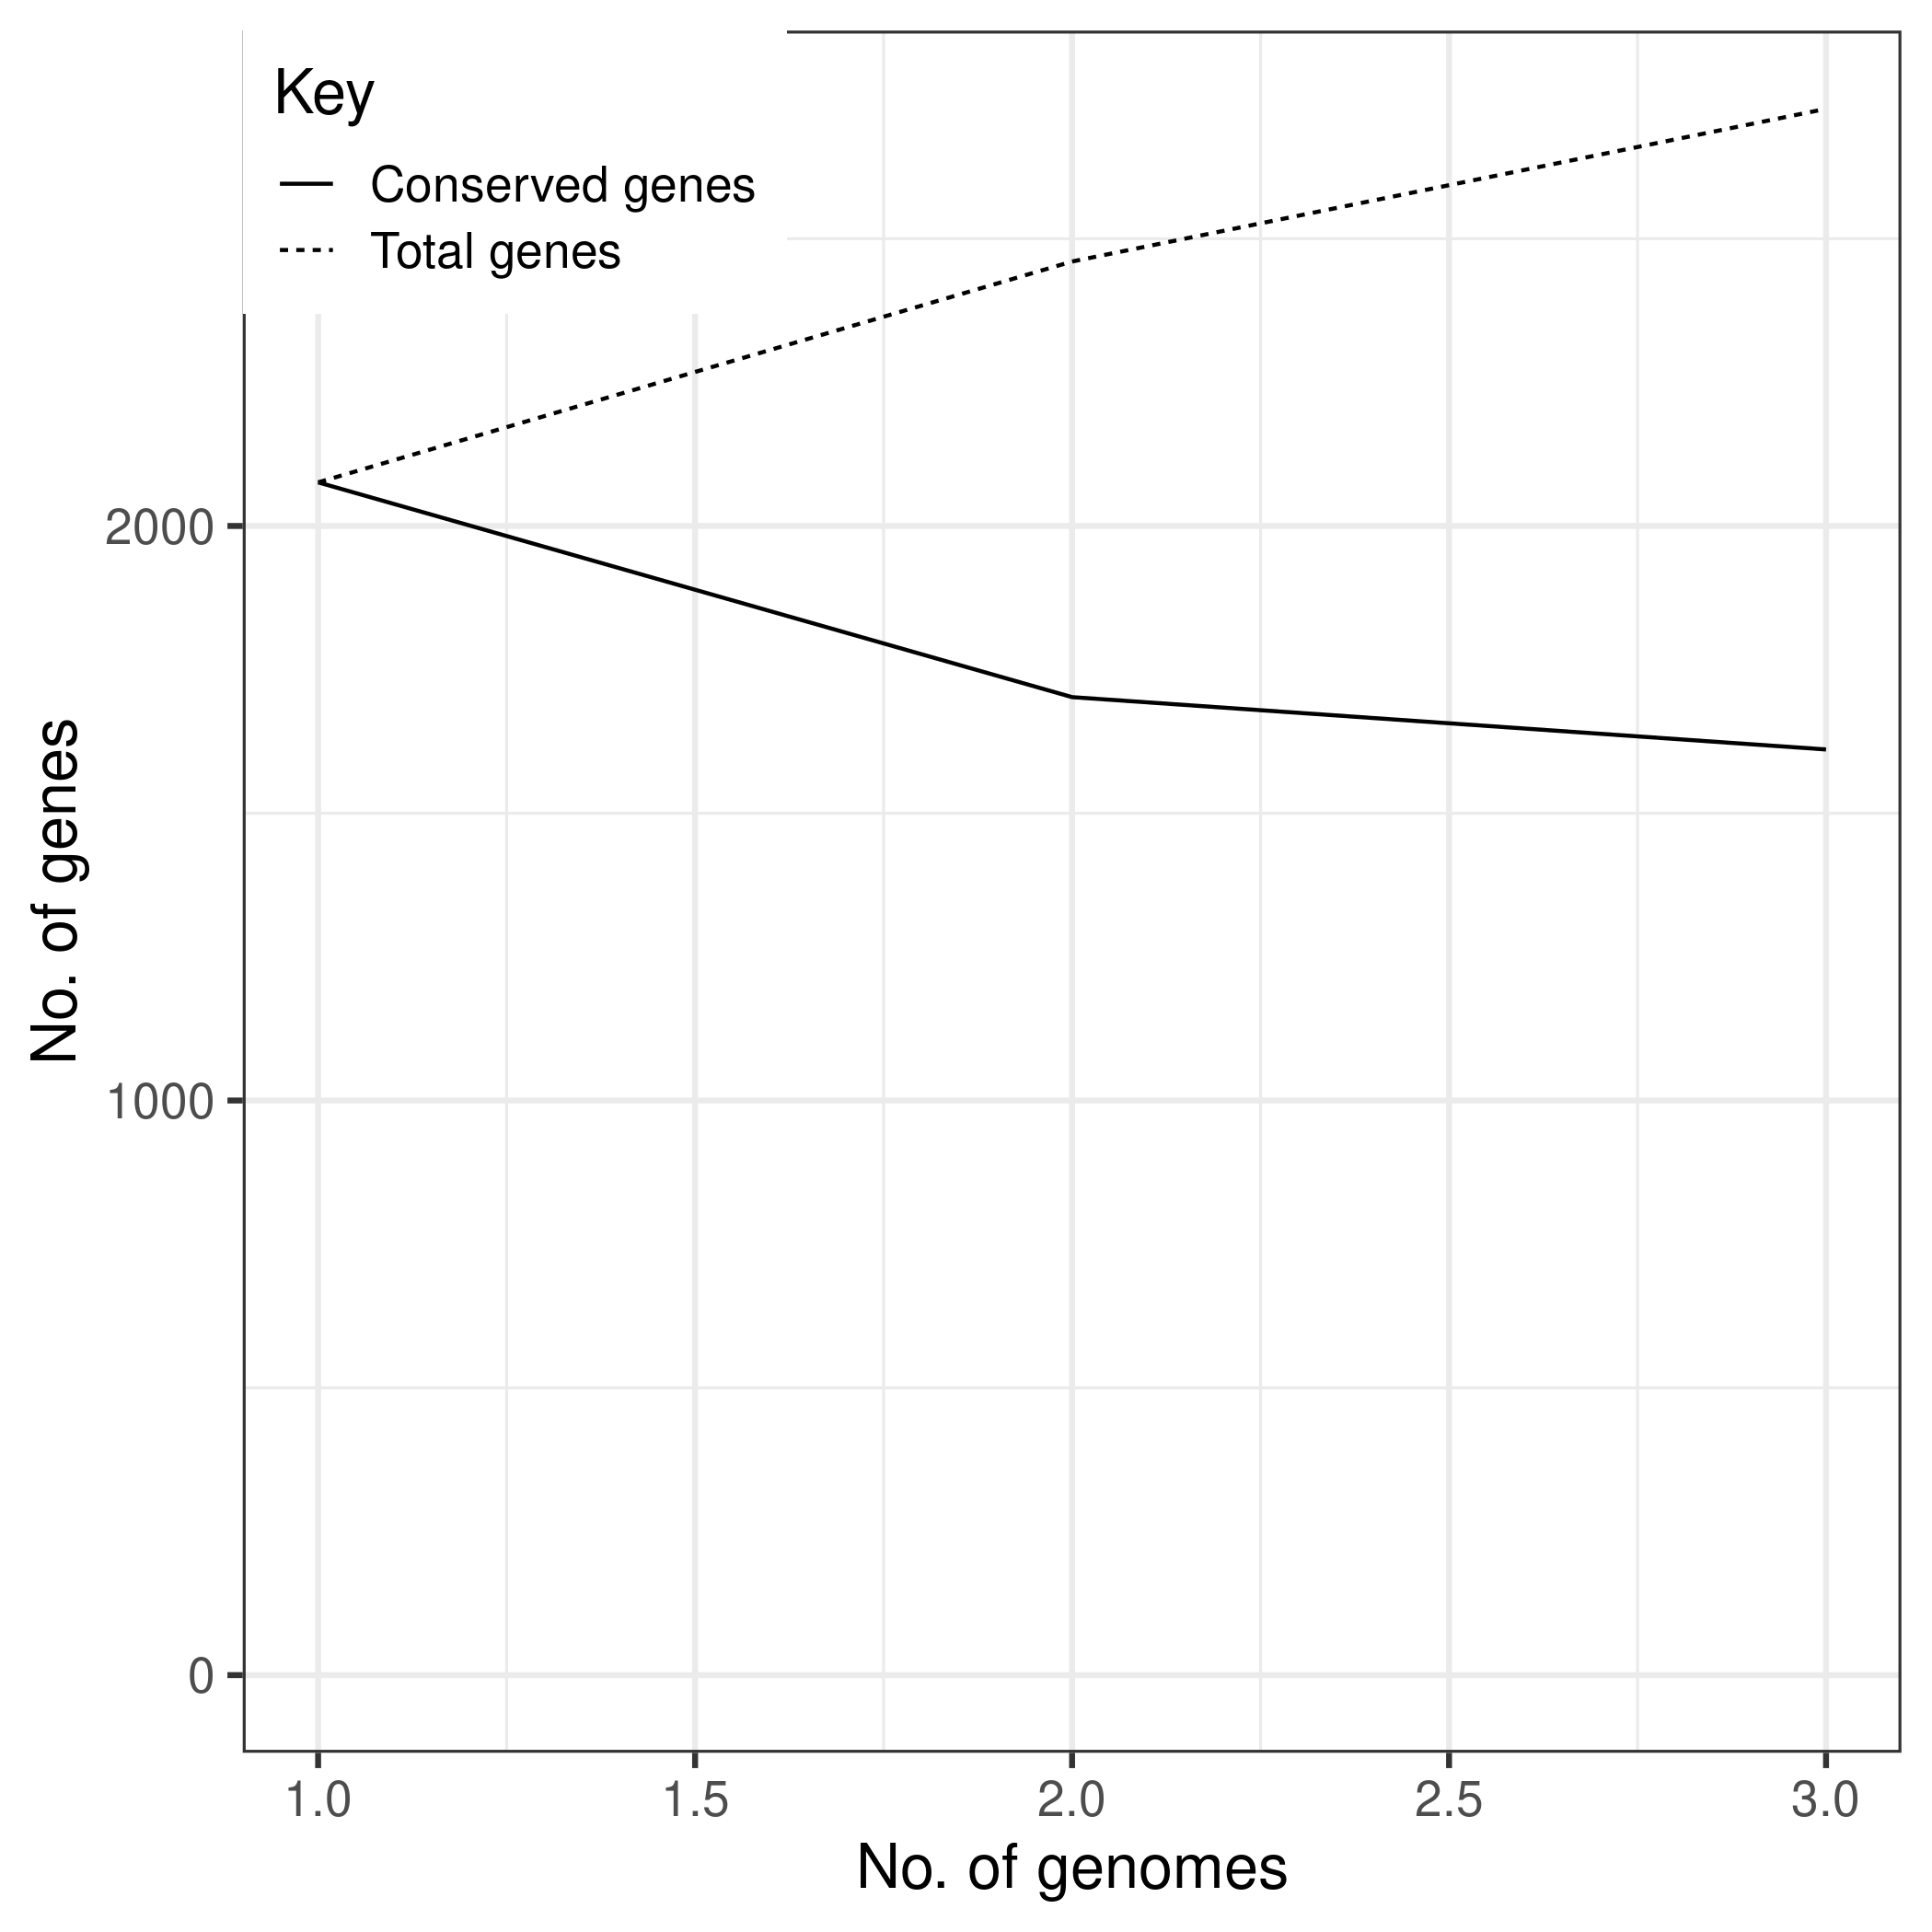 Key
Conserved genes
Total genes
No. of genes
2000
1000
0
1.0 1.5 2.0 2.5 3.0
No. of genomes